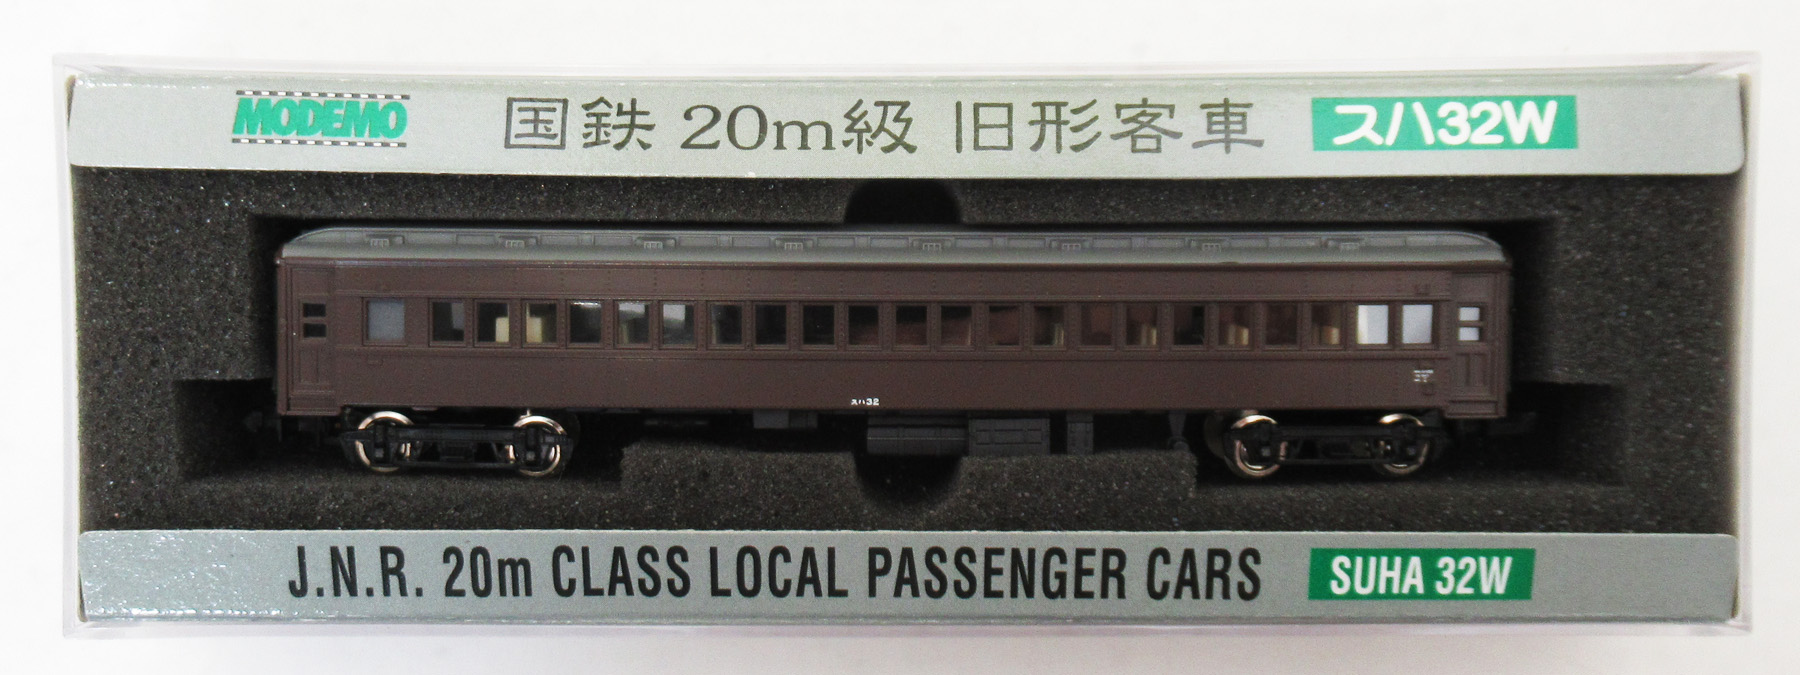 MODEMO 国鉄 20m級 旧形客車 スハ32W
スハ32
J.N.R. 20m CLASS LOCAL PASSENGER CARS SUHA 32W